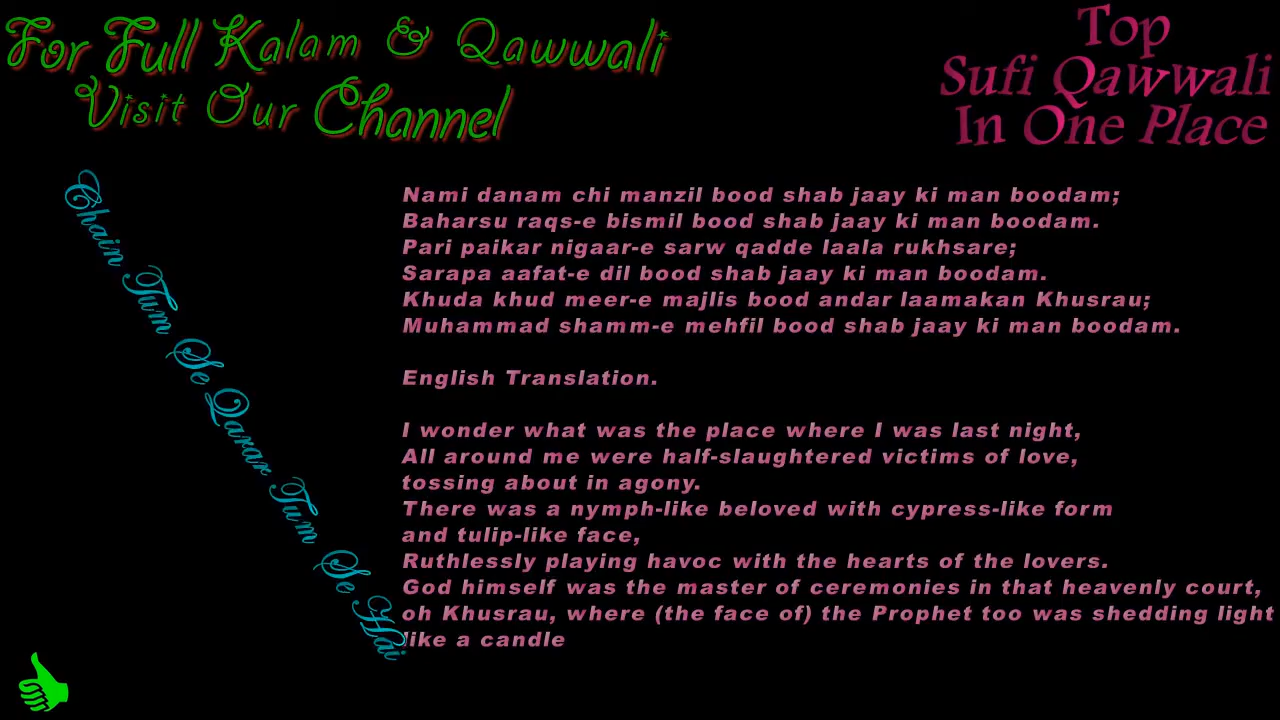 For Full Kalam & Qawwali
Visit Our Channel
Top
Sufi Qawwali
In One Place
Chain Tum Se Qarar Tum Se Hai
Nami danam chi manzil bood shab jaay ki man boodam;
Baharsu raqs-e bismil bood shab jaay ki man boodam.
Pari paikar nigaar-e sarw qadde laala rukhsare;
Sarapa aafat-e dil bood shab jaay ki man boodam.
Khuda khud meer-e majlis bood andar laamakan Khusrau;
Muhammad shamm-e mehfil bood shab jaay ki man boodam.
English Translation.
I wonder what was the place where I was last night,
All around me were half-slaughtered victims of love,
tossing about in agony.
There was a nymph-like beloved with cypress-like form
and tulip-like face,
Ruthlessly playing havoc with the hearts of the lovers.
God himself was the master of ceremonies in that heavenly court,
oh Khusrau, where (the face of) the Prophet too was shedding light
like a candle